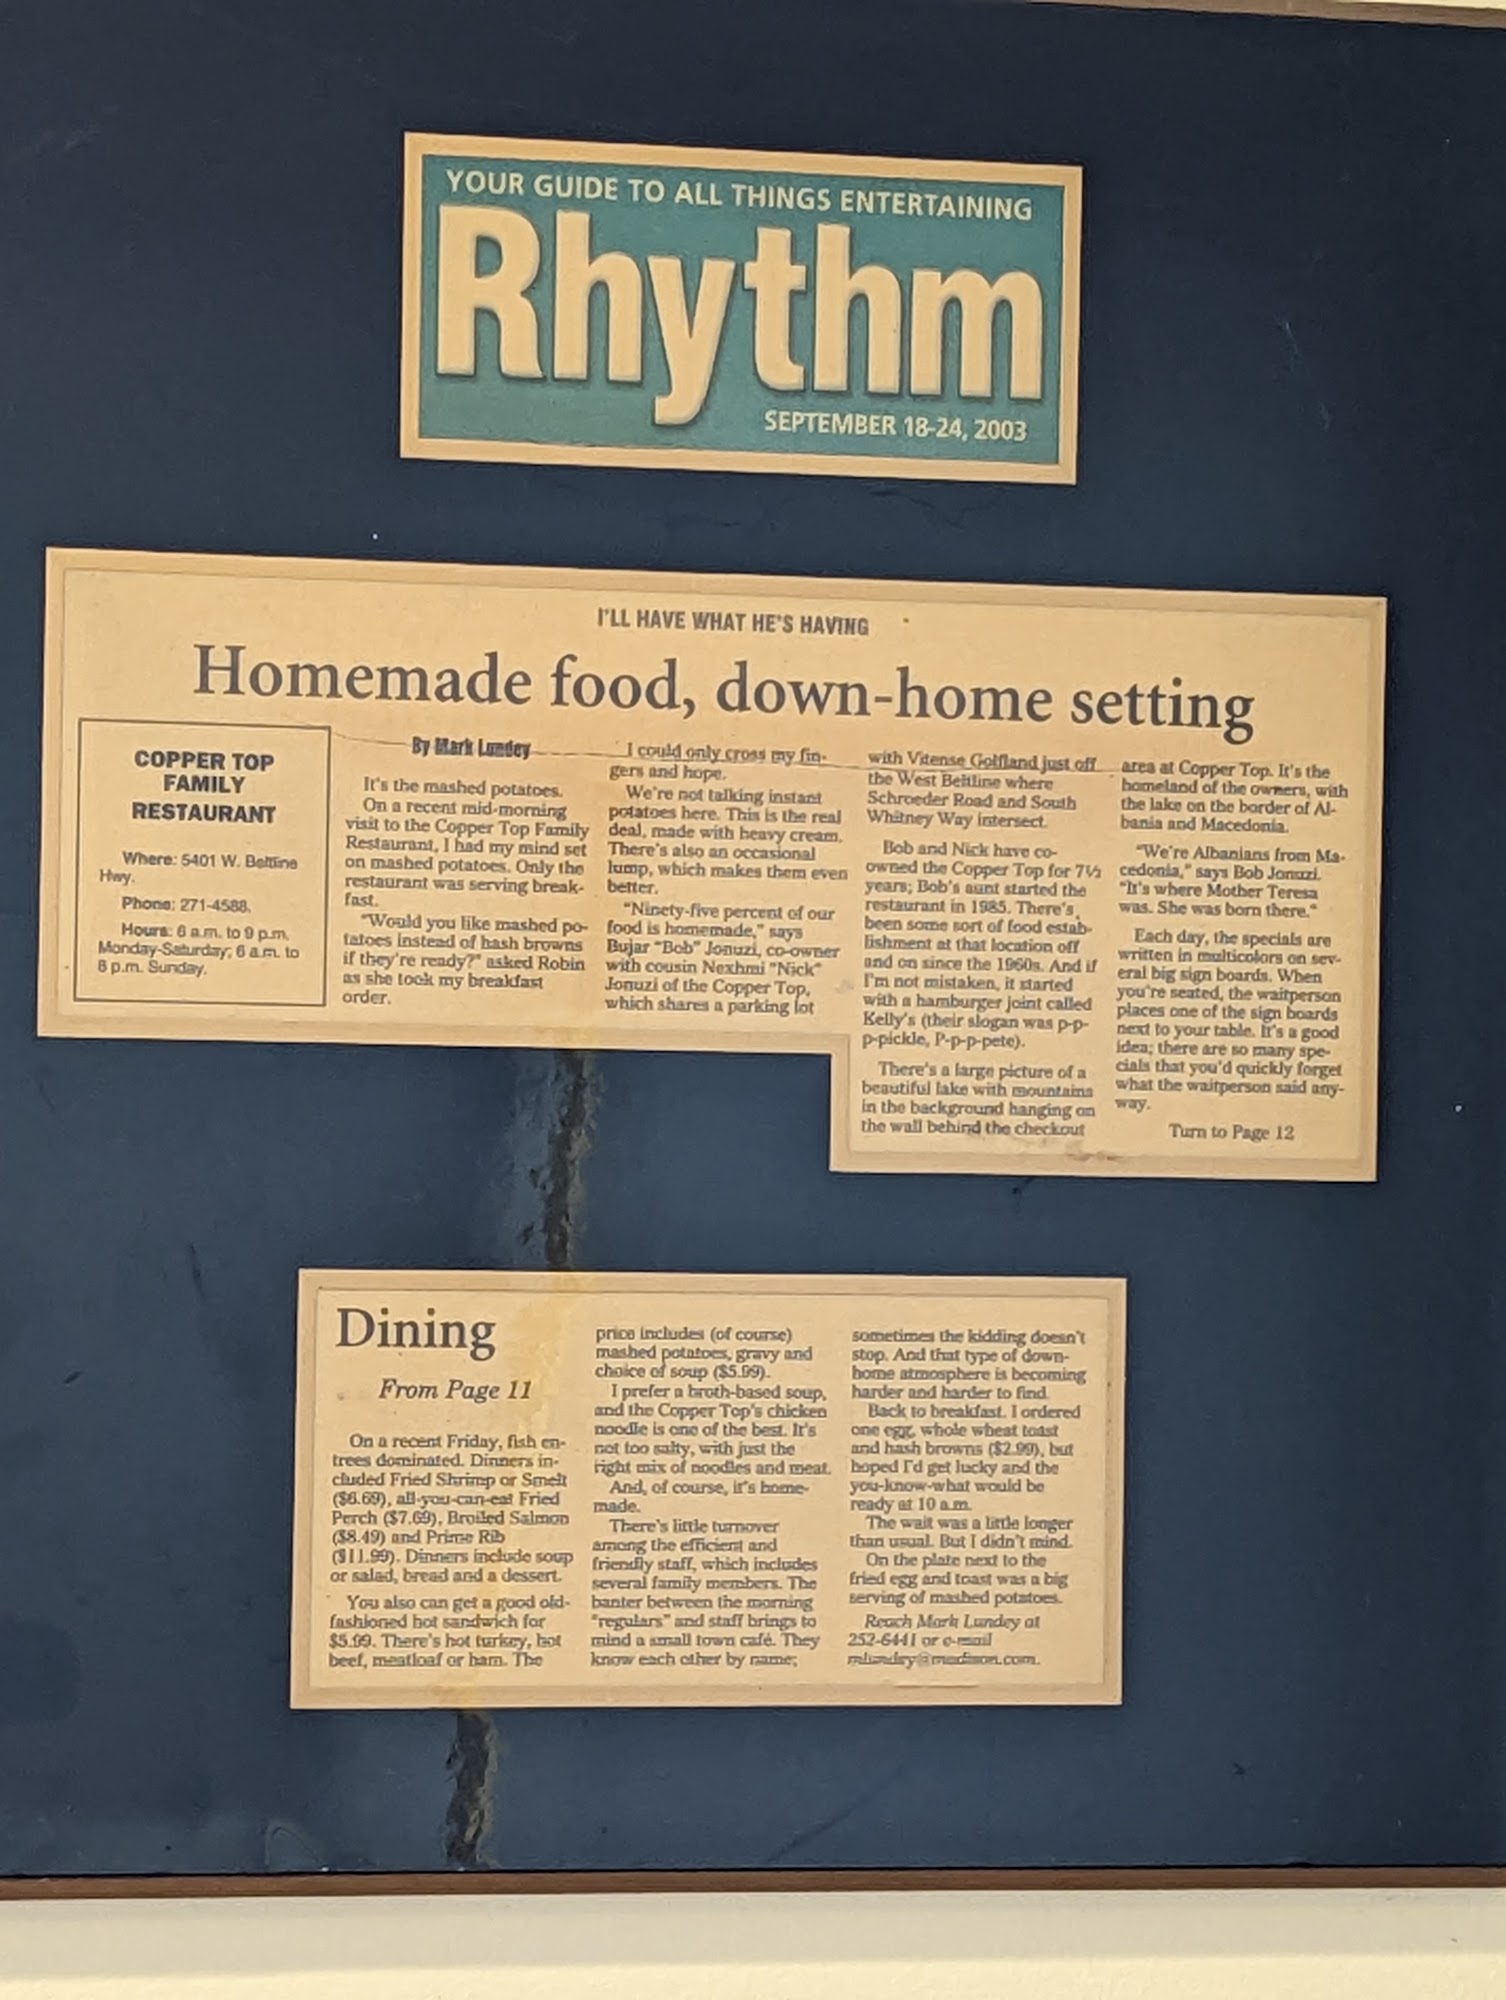 YOUR GUIDE TO ALL THINGS ENTERTAINING
Rhythm
SEPTEMBER 18-24, 2003
I'LL HAVE WHAT HE'S HAVING
Homemade food, down-home setting
COPPER TOP
FAMILY
RESTAURANT
Where: 5401 W. Beltline
Hwy.
Phone: 271-4588.
Hours: 6 a.m. to 9 p.m.
Monday-Saturday; 6 a.m. to
8 p.m. Sunday.
By Mark Lundey
It's the mashed potatoes.
On a recent mid-morning
visit to the Copper Top Family
Restaurant, I had my mind set
on mashed potatoes. Only the
restaurant was serving break-
fast.
"Would you like mashed po-
tatoes instead of hash browns
if they're ready?" asked Robin
as she took my breakfast
order.
I could only cross my fin-
gers and hope.
We're not talking instant
potatoes here. This is the real
deal, made with heavy cream.
There's also an occasional
lump, which makes them even
better.
"Ninety-five percent of our
food is homemade," says
Bujar "Bob" Jonuzi, co-owner
with cousin Nexhmi "Nick"
Jonuzi of the Copper Top,
which shares a parking lot
with Vitense Golfland just off
the West Beltline where
Schroeder Road and South
Whitney Way intersect.
Bob and Nick have co-
owned the Copper Top for 7½
years; Bob's aunt started the
restaurant in 1985. There's
been some sort of food estab-
lishment at that location off
and on since the 1960s. And if
I'm not mistaken, it started
with a hamburger joint called
Kelly's (their slogan was p-p-
p-pickle, P-p-p-pete).
There's a large picture of a
beautiful lake with mountains
in the background hanging on
the wall behind the checkout
area at Copper Top. It's the
homeland of the owners, with
the lake on the border of Al-
bania and Macedonia.
"We're Albanians from Ma-
cedonia," says Bob Jonuzi.
"It's where Mother Teresa
was. She was born there."
Each day, the specials are
written in multicolors on sev-
eral big sign boards. When
you're seated, the waitperson
places one of the sign boards
next to your table. It's a good
idea; there are so many spe-
cials that you'd quickly forget
what the waitperson said any-
way.
Turn to Page 12
Dining
From Page 11
On a recent Friday, fish en-
trees dominated. Dinners in-
cluded Fried Shrimp or Smelt
($6.69), all-you-can-eat Fried
Perch ($7.69), Broiled Salmon
($8.49) and Prime Rib
($11.99). Dinners include soup
or salad, bread and a dessert.
You also can get a good old-
fashioned hot sandwich for
$5.99. There's hot turkey, hot
beef, meatloaf or ham. The
price includes (of course)
mashed potatoes, gravy and
choice of soup ($5.99).
I prefer a broth-based soup,
and the Copper Top's chicken
noodle is one of the best. It's
not too salty, with just the
right mix of noodles and meat.
And, of course, it's home-
made.
There's little turnover
among the efficient and
friendly staff, which includes
several family members. The
banter between the morning
"regulars" and staff brings to
mind a small town café. They
know each other by name;
sometimes the kidding doesn't
stop. And that type of down-
home atmosphere is becoming
harder and harder to find.
Back to breakfast. I ordered
one egg, whole wheat toast
and hash browns ($2.99), but
hoped I'd get lucky and the
you-know-what would be
ready at 10 a.m.
The wait was a little longer
than usual. But I didn't mind.
On the plate next to the
fried egg and toast was a big
serving of mashed potatoes.
Reach Mark Lundey at
252-6441 or e-mail
mlundey@madison.com.